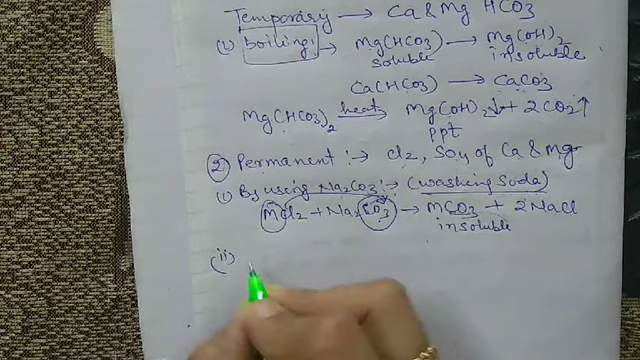 Temporary → Ca & Mg HCO3
(1) boiling:→ Mg(HCO3) → Mg(OH)2
soluble insoluble
Ca(HCO3) → CaCO3
Mg(HCO3)2 heat→ Mg(OH)2↓ + 2CO2↑
ppt
② Permanent :→ Cl2, SO4 of Ca & Mg
(1) By using Na2CO3 :→ (washing Soda)
MCl2 + Na2CO3 → MCO3 + 2NaCl
insoluble
(ii)